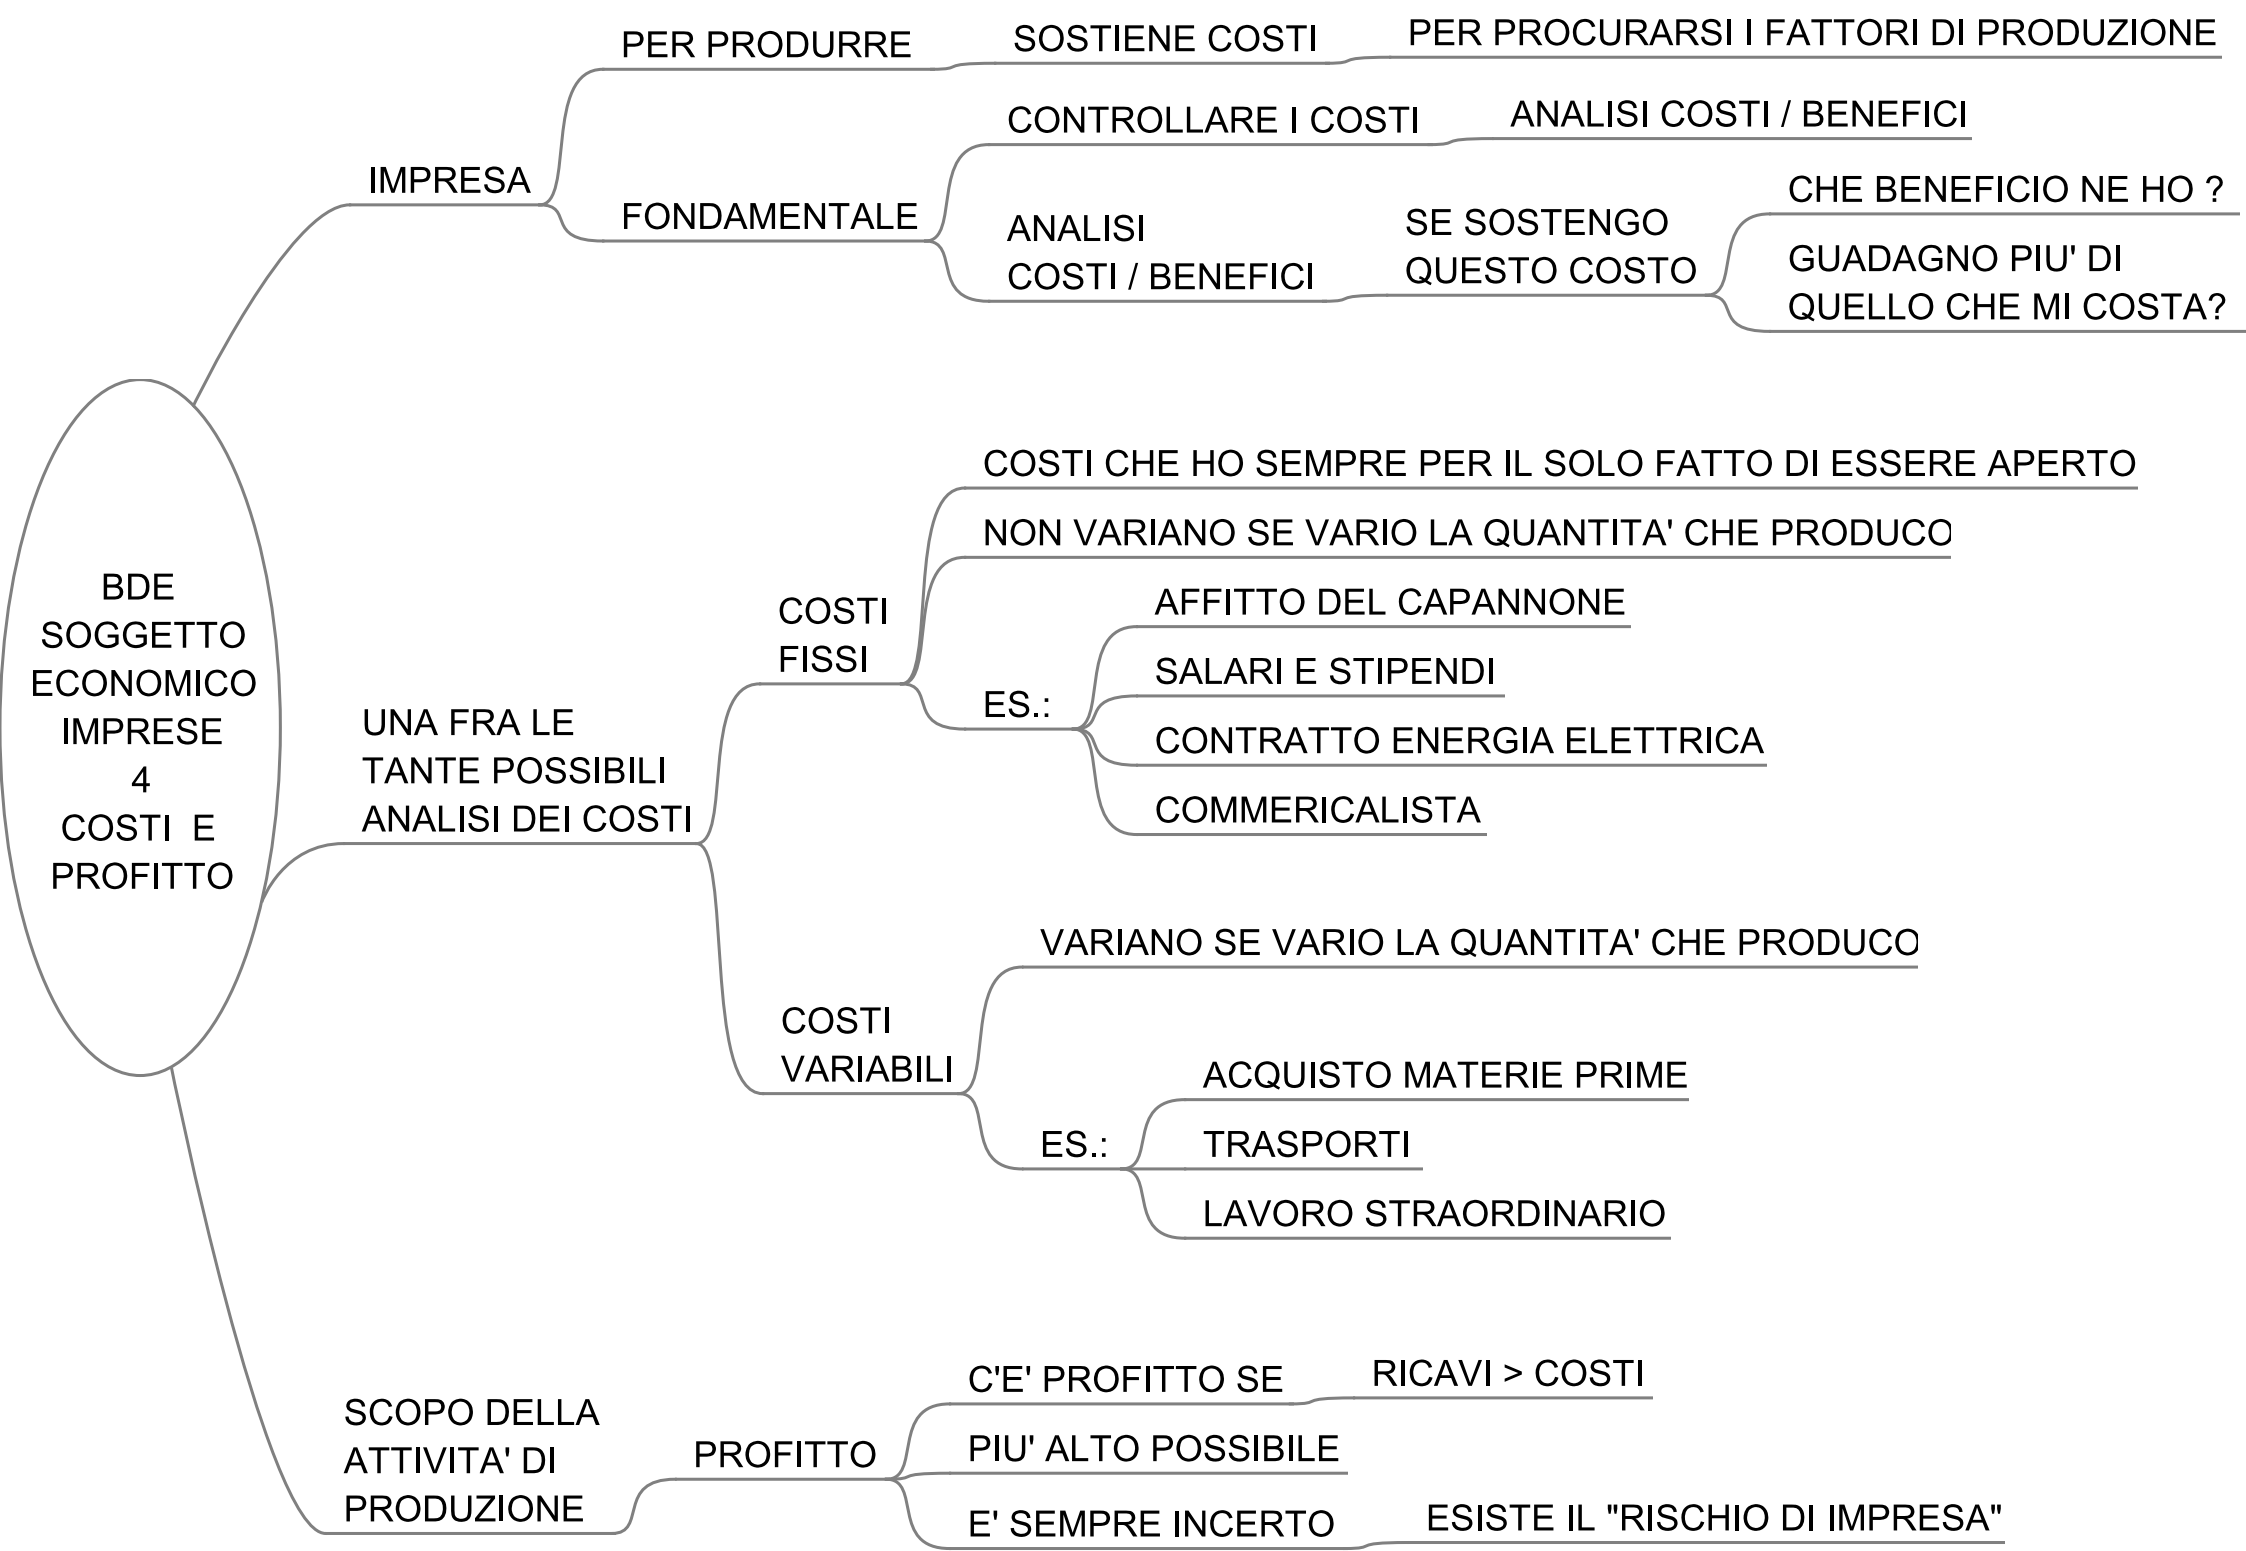 BDE
SOGGETTO
ECONOMICO
IMPRESE
4
COSTI E
PROFITTO
IMPRESA
PER PRODURRE
SOSTIENE COSTI
PER PROCURARSI I FATTORI DI PRODUZIONE
FONDAMENTALE
CONTROLLARE I COSTI
ANALISI COSTI / BENEFICI
ANALISI
COSTI / BENEFICI
SE SOSTENGO
QUESTO COSTO
CHE BENEFICIO NE HO ?
GUADAGNO PIU' DI
QUELLO CHE MI COSTA?
UNA FRA LE
TANTE POSSIBILI
ANALISI DEI COSTI
COSTI
FISSI
COSTI CHE HO SEMPRE PER IL SOLO FATTO DI ESSERE APERTO
NON VARIANO SE VARIO LA QUANTITA' CHE PRODUCO
ES.:
AFFITTO DEL CAPANNONE
SALARI E STIPENDI
CONTRATTO ENERGIA ELETTRICA
COMMERICALISTA
COSTI
VARIABILI
VARIANO SE VARIO LA QUANTITA' CHE PRODUCO
ES.:
ACQUISTO MATERIE PRIME
TRASPORTI
LAVORO STRAORDINARIO
SCOPO DELLA
ATTIVITA' DI
PRODUZIONE
PROFITTO
C'E' PROFITTO SE
RICAVI > COSTI
PIU' ALTO POSSIBILE
E' SEMPRE INCERTO
ESISTE IL "RISCHIO DI IMPRESA"